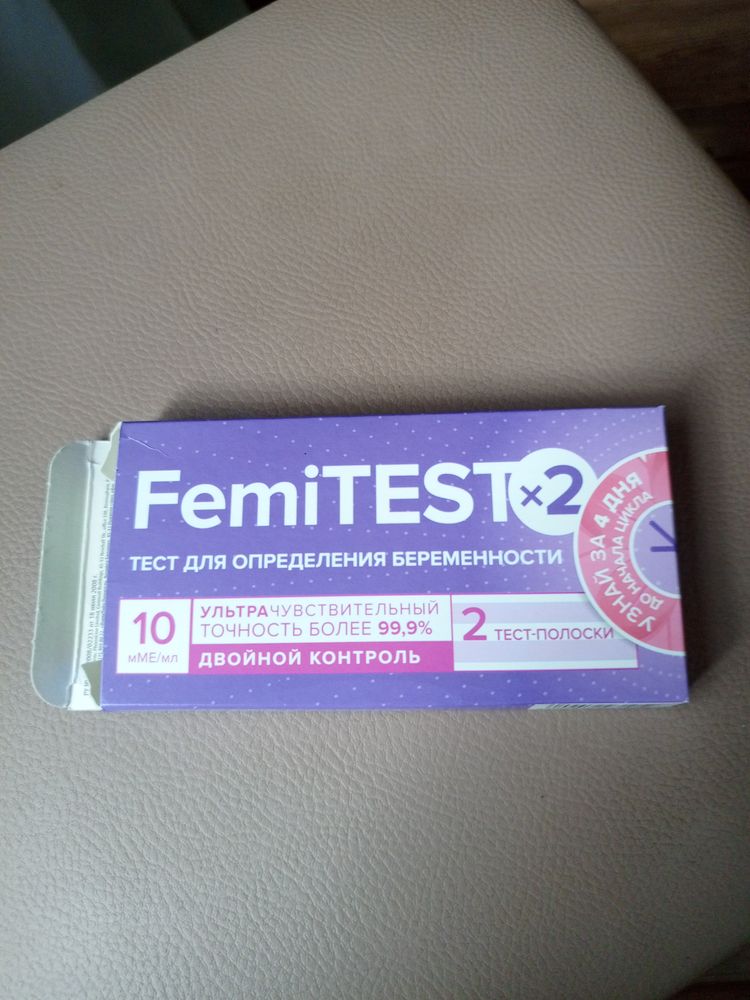 FemiTEST ×2
ТЕСТ ДЛЯ ОПРЕДЕЛЕНИЯ БЕРЕМЕННОСТИ
10
мМЕ/мл
УЛЬТРАЧУВСТВИТЕЛЬНЫЙ
ТОЧНОСТЬ БОЛЕЕ 99,9%
ДВОЙНОЙ КОНТРОЛЬ
2 ТЕСТ-ПОЛОСКИ
УЗНАЙ ЗА 4 ДНЯ
ДО НАЧАЛА ЦИКЛА